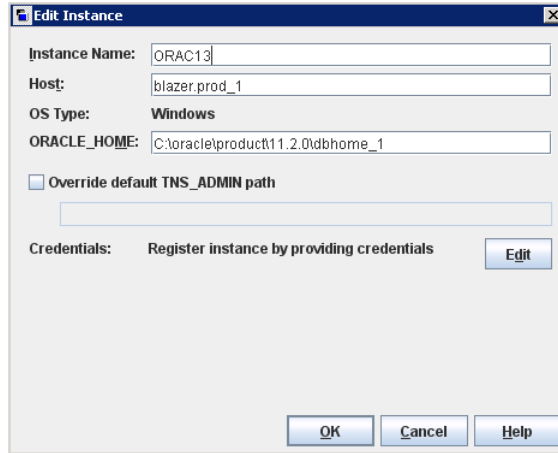 Edit Instance
Instance Name: ORAC13
Host: blazer.prod_1
OS Type: Windows
ORACLE_HOME: C:\oracle\product\11.2.0\dbhome_1
Override default TNS_ADMIN path
Credentials: Register instance by providing credentials Edit
OK Cancel Help